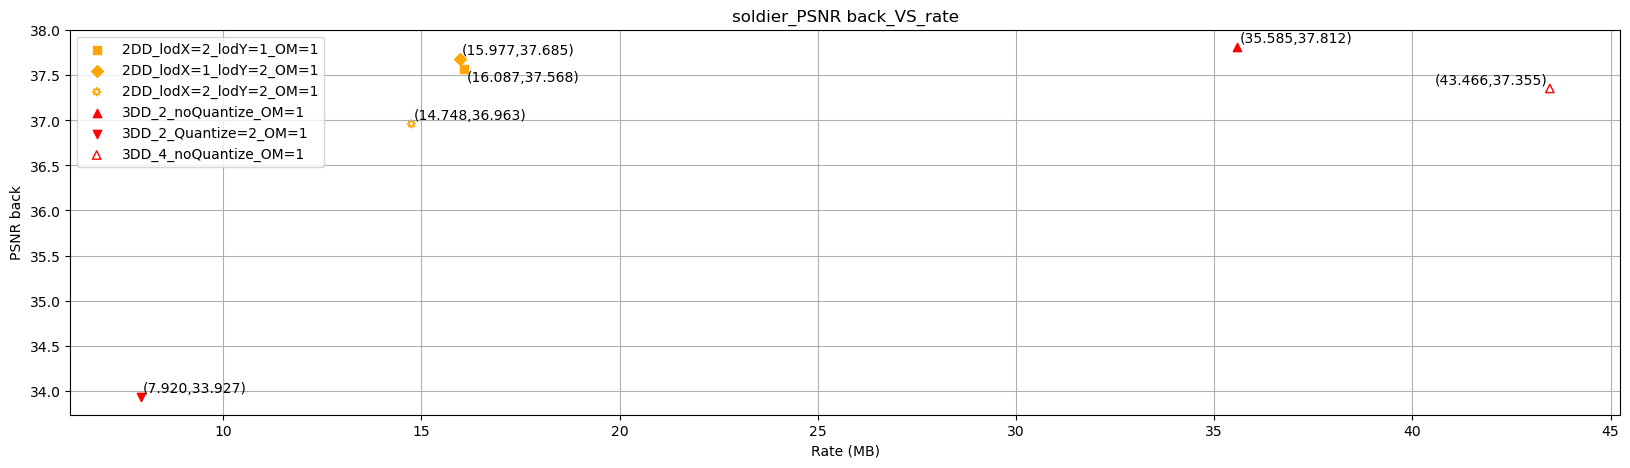 soldier_PSNR back_VS_rate
2DD_lodX=2_lodY=1_OM=1
2DD_lodX=1_lodY=2_OM=1
2DD_lodX=2_lodY=2_OM=1
3DD_2_noQuantize_OM=1
3DD_2_Quantize=2_OM=1
3DD_4_noQuantize_OM=1
(15.977,37.685)
(16.087,37.568)
(14.748,36.963)
(35.585,37.812)
(43.466,37.355)
(7.920,33.927)
PSNR back
38.0
37.5
37.0
36.5
36.0
35.5
35.0
34.5
34.0
10
15
20
25
30
35
40
45
Rate (MB)